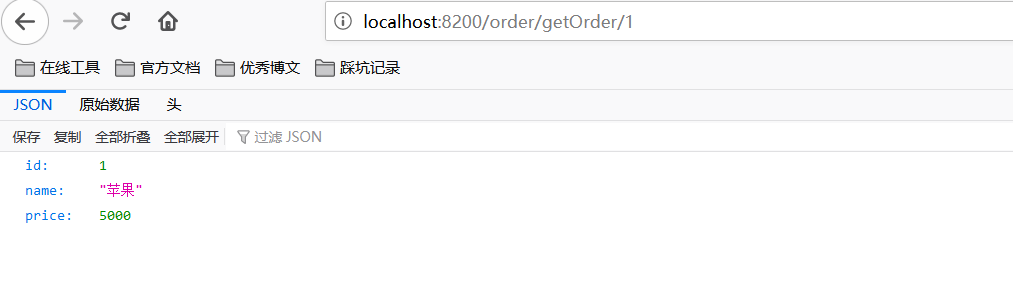 localhost:8200/order/getOrder/1
在线工具 官方文档 优秀博文 踩坑记录
JSON 原始数据 头
保存 复制 全部折叠 全部展开 过滤 JSON
id: 1
name: "苹果"
price: 5000